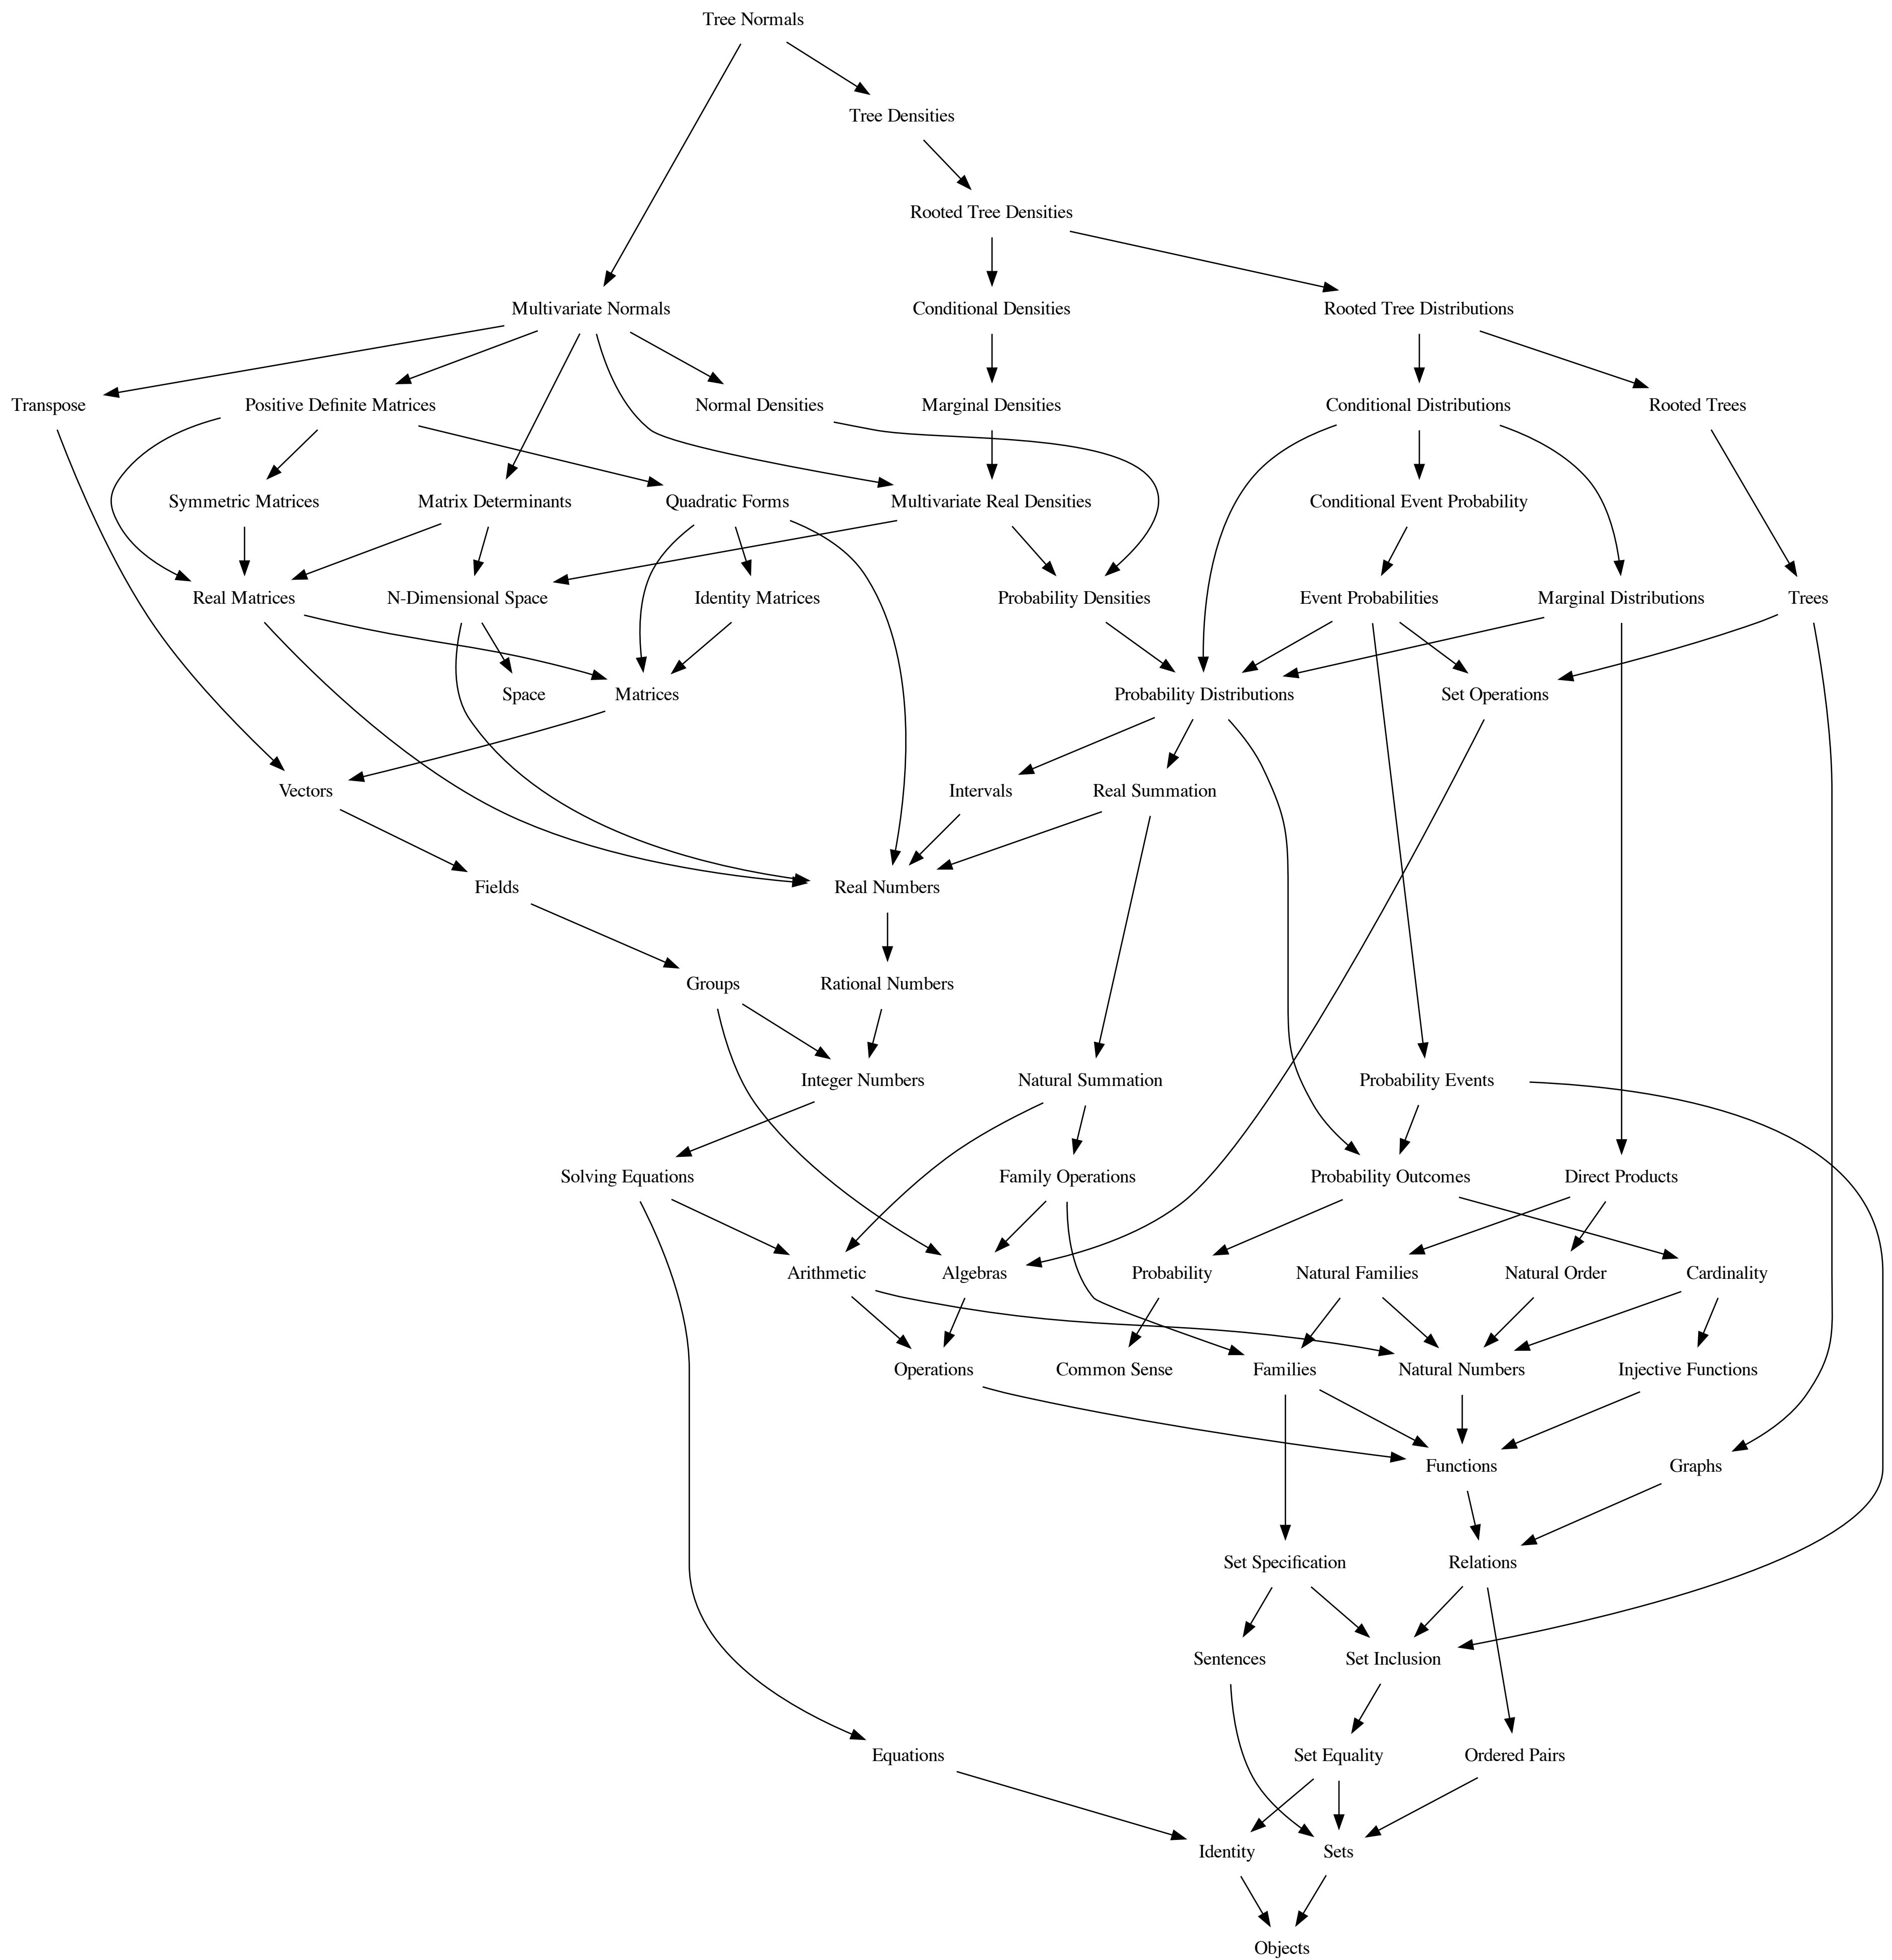 Tree Normals
Tree Densities
Rooted Tree Densities
Multivariate Normals
Conditional Densities
Rooted Tree Distributions
Transpose
Positive Definite Matrices
Normal Densities
Marginal Densities
Conditional Distributions
Rooted Trees
Symmetric Matrices
Matrix Determinants
Quadratic Forms
Multivariate Real Densities
Conditional Event Probability
Real Matrices
N-Dimensional Space
Identity Matrices
Probability Densities
Event Probabilities
Marginal Distributions
Trees
Space
Matrices
Probability Distributions
Set Operations
Vectors
Intervals
Real Summation
Fields
Real Numbers
Groups
Rational Numbers
Integer Numbers
Natural Summation
Probability Events
Solving Equations
Family Operations
Probability Outcomes
Direct Products
Arithmetic
Algebras
Probability
Natural Families
Natural Order
Cardinality
Operations
Common Sense
Families
Natural Numbers
Injective Functions
Functions
Graphs
Set Specification
Relations
Sentences
Set Inclusion
Equations
Set Equality
Ordered Pairs
Identity
Sets
Objects